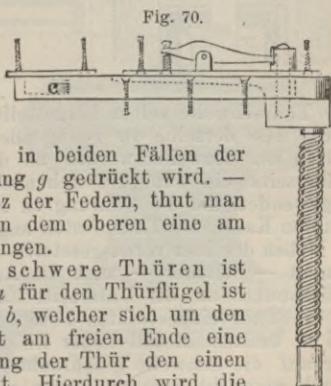 Fig. 70.
in beiden Fällen der
ung g gedrückt wird. —
z der Federn, thut man
n dem oberen eine am
ngen.
schwere Thüren ist
für den Thürflügel ist
b, welcher sich um den
t am freien Ende eine
ng der Thür den einen
t. Hierdurch wird die